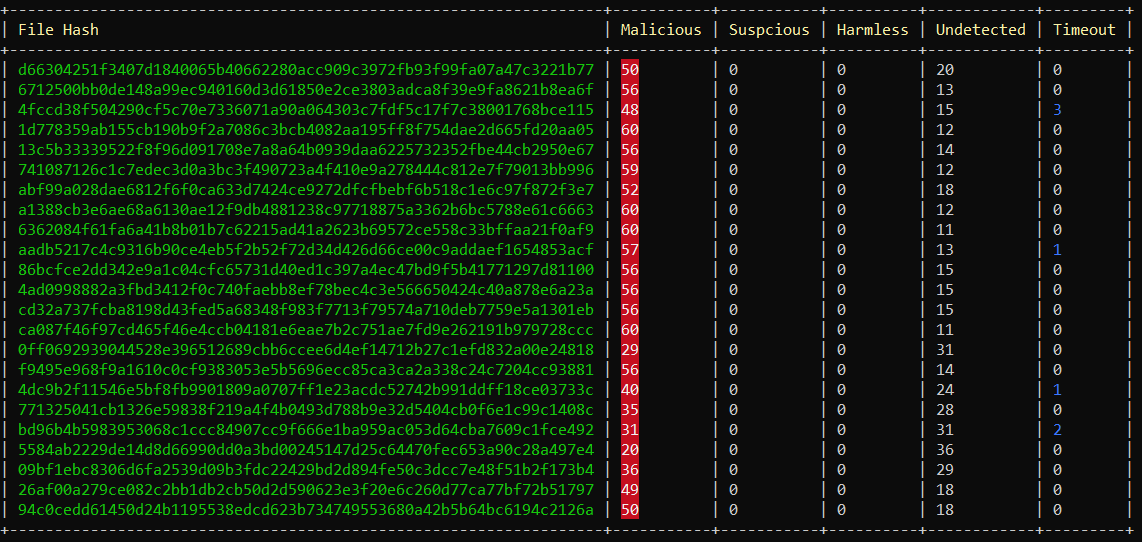 +----------------------------------------------------------------------+------------+------------+----------+------------+---------+
| File Hash | Malicious | Suspcious | Harmless | Undetected | Timeout |
+----------------------------------------------------------------------+------------+------------+----------+------------+---------+
| d66304251f3407d1840065b40662280acc909c3972fb93f99fa07a47c3221b77 | 50 | 0 | 0 | 20 | 0 |
| 6712500bb0de148a99ec940160d3d61850e2ce3803adca8f39e9fa8621b8ea6f | 56 | 0 | 0 | 13 | 0 |
| 4fccd38f504290cf5c70e7336071a90a064303c7fdf5c17f7c38001768bce115 | 48 | 0 | 0 | 15 | 3 |
| 1d778359ab155cb190b9f2a7086c3bcb4082aa195ff8f754dae2d665fd20aa05 | 60 | 0 | 0 | 12 | 0 |
| 13c5b33339522f8f96d091708e7a8a64b0939daa6225732352fbe44cb2950e67 | 56 | 0 | 0 | 14 | 0 |
| 741087126c1c7edec3d0a3bc3f490723a4f410e9a278444c812e7f79013bb996 | 59 | 0 | 0 | 12 | 0 |
| abf99a028dae6812f6f0ca633d7424ce9272dfcfbebf6b518c1e6c97f872f3e7 | 52 | 0 | 0 | 18 | 0 |
| a1388cb3e6ae68a6130ae12f9db4881238c97718875a3362b6bc5788e61c6663 | 60 | 0 | 0 | 12 | 0 |
| 6362084f61fa6a41b8b01b7c62215ad41a2623b69572ce558c33bffaa21f0af9 | 60 | 0 | 0 | 11 | 0 |
| aadb5217c4c9316b90ce4eb5f2b52f72d34d426d66ce00c9addaef1654853acf | 57 | 0 | 0 | 13 | 1 |
| 86bcfce2dd342e9a1c04cfc65731d40ed1c397a4ec47bd9f5b41771297d81100 | 56 | 0 | 0 | 15 | 0 |
| 4ad0998882a3fbd3412f0c740faebb8ef78bec4c3e566650424c40a878e6a23a | 56 | 0 | 0 | 15 | 0 |
| cd32a737fcba8198d43fed5a68348f983f7713f79574a710deb7759e5a1301eb | 56 | 0 | 0 | 15 | 0 |
| ca087f46f97cd465f46e4ccb04181e6eae7b2c751ae7fd9e262191b979728ccc | 60 | 0 | 0 | 11 | 0 |
| 0ff0692939044528e396512689cbb6ccee6d4ef14712b27c1efd832a00e24818 | 29 | 0 | 0 | 31 | 0 |
| f9495e968f9a1610c0cf9383053e5b5696ecc85ca3ca2a338c24c7204cc93881 | 56 | 0 | 0 | 14 | 0 |
| 4dc9b2f11546e5bf8fb9901809a0707ff1e23acdc52742b991ddff18ce03733c | 40 | 0 | 0 | 24 | 1 |
| 771325041cb1326e59838f219a4f4b0493d788b9e32d5404cb0f6e1c99c1408c | 35 | 0 | 0 | 28 | 0 |
| bd96b4b5983953068c1ccc84907cc9f666e1ba959ac053d64cba7609c1fce492 | 31 | 0 | 0 | 31 | 2 |
| 5584ab2229de14d8d66990dd0a3bd00245147d25c64470fec653a90c28a497e4 | 20 | 0 | 0 | 36 | 0 |
| 09bf1ebc8306d6fa2539d09b3fdc22429bd2d894fe50c3dcc7e48f51b2f173b4 | 36 | 0 | 0 | 29 | 0 |
| 26af00a279ce082c2bb1db2cb50d2d590623e3f20e6c260d77ca77bf72b51797 | 49 | 0 | 0 | 18 | 0 |
| 94c0cedd61450d24b1195538edcd623b734749553680a42b5b64bc6194c2126a | 50 | 0 | 0 | 18 | 0 |
+----------------------------------------------------------------------+------------+------------+----------+------------+---------+